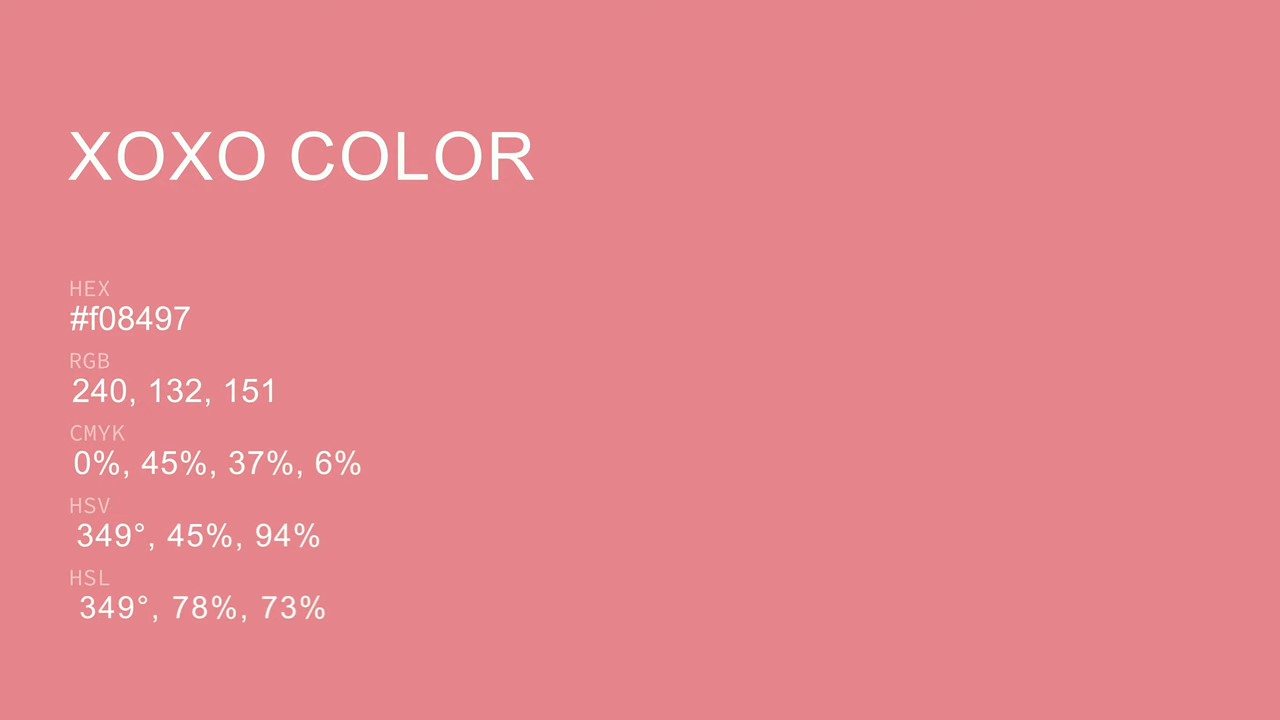 XOXO COLOR
HEX
#f08497
RGB
240, 132, 151
CMYK
0%, 45%, 37%, 6%
HSV
349°, 45%, 94%
HSL
349°, 78%, 73%